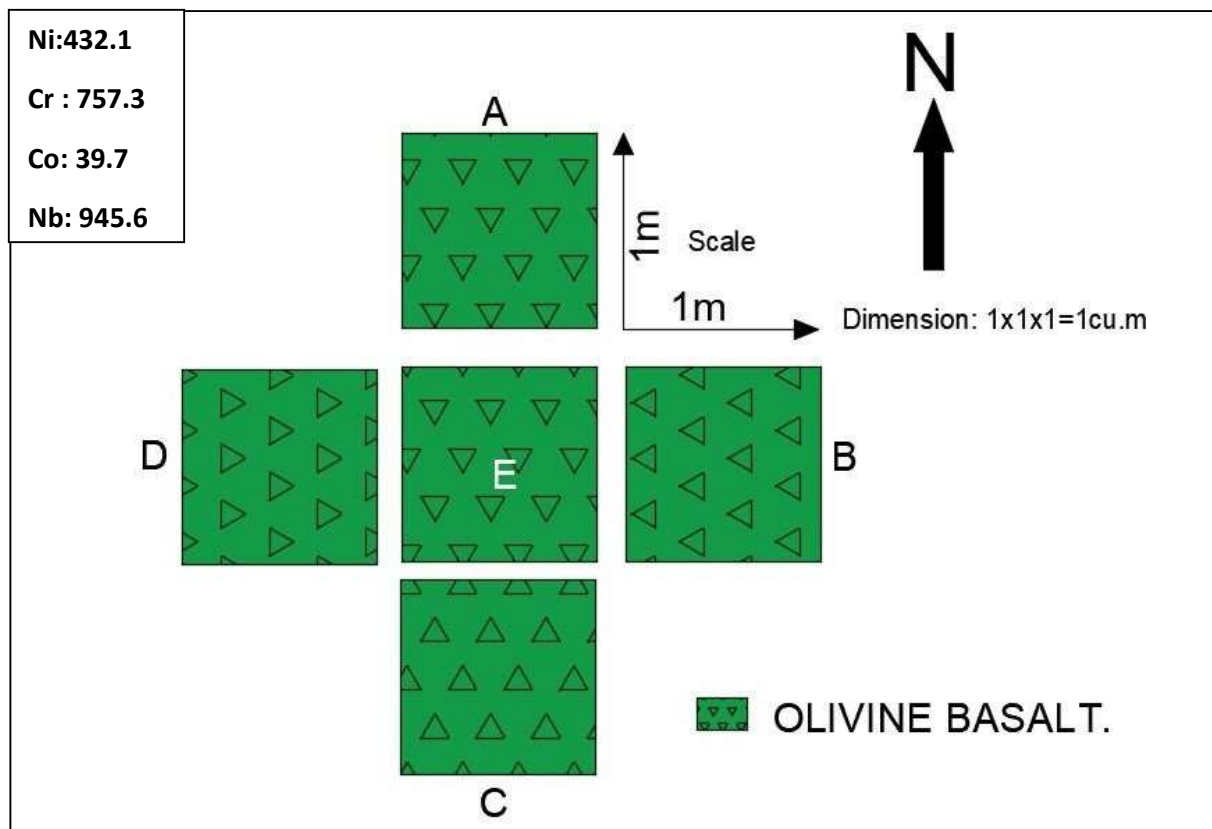 Ni:432.1
Cr : 757.3
Co: 39.7
Nb: 945.6
N
A
1m
Scale
1m
Dimension: 1x1x1=1cu.m
D
E
B
C
OLIVINE BASALT.